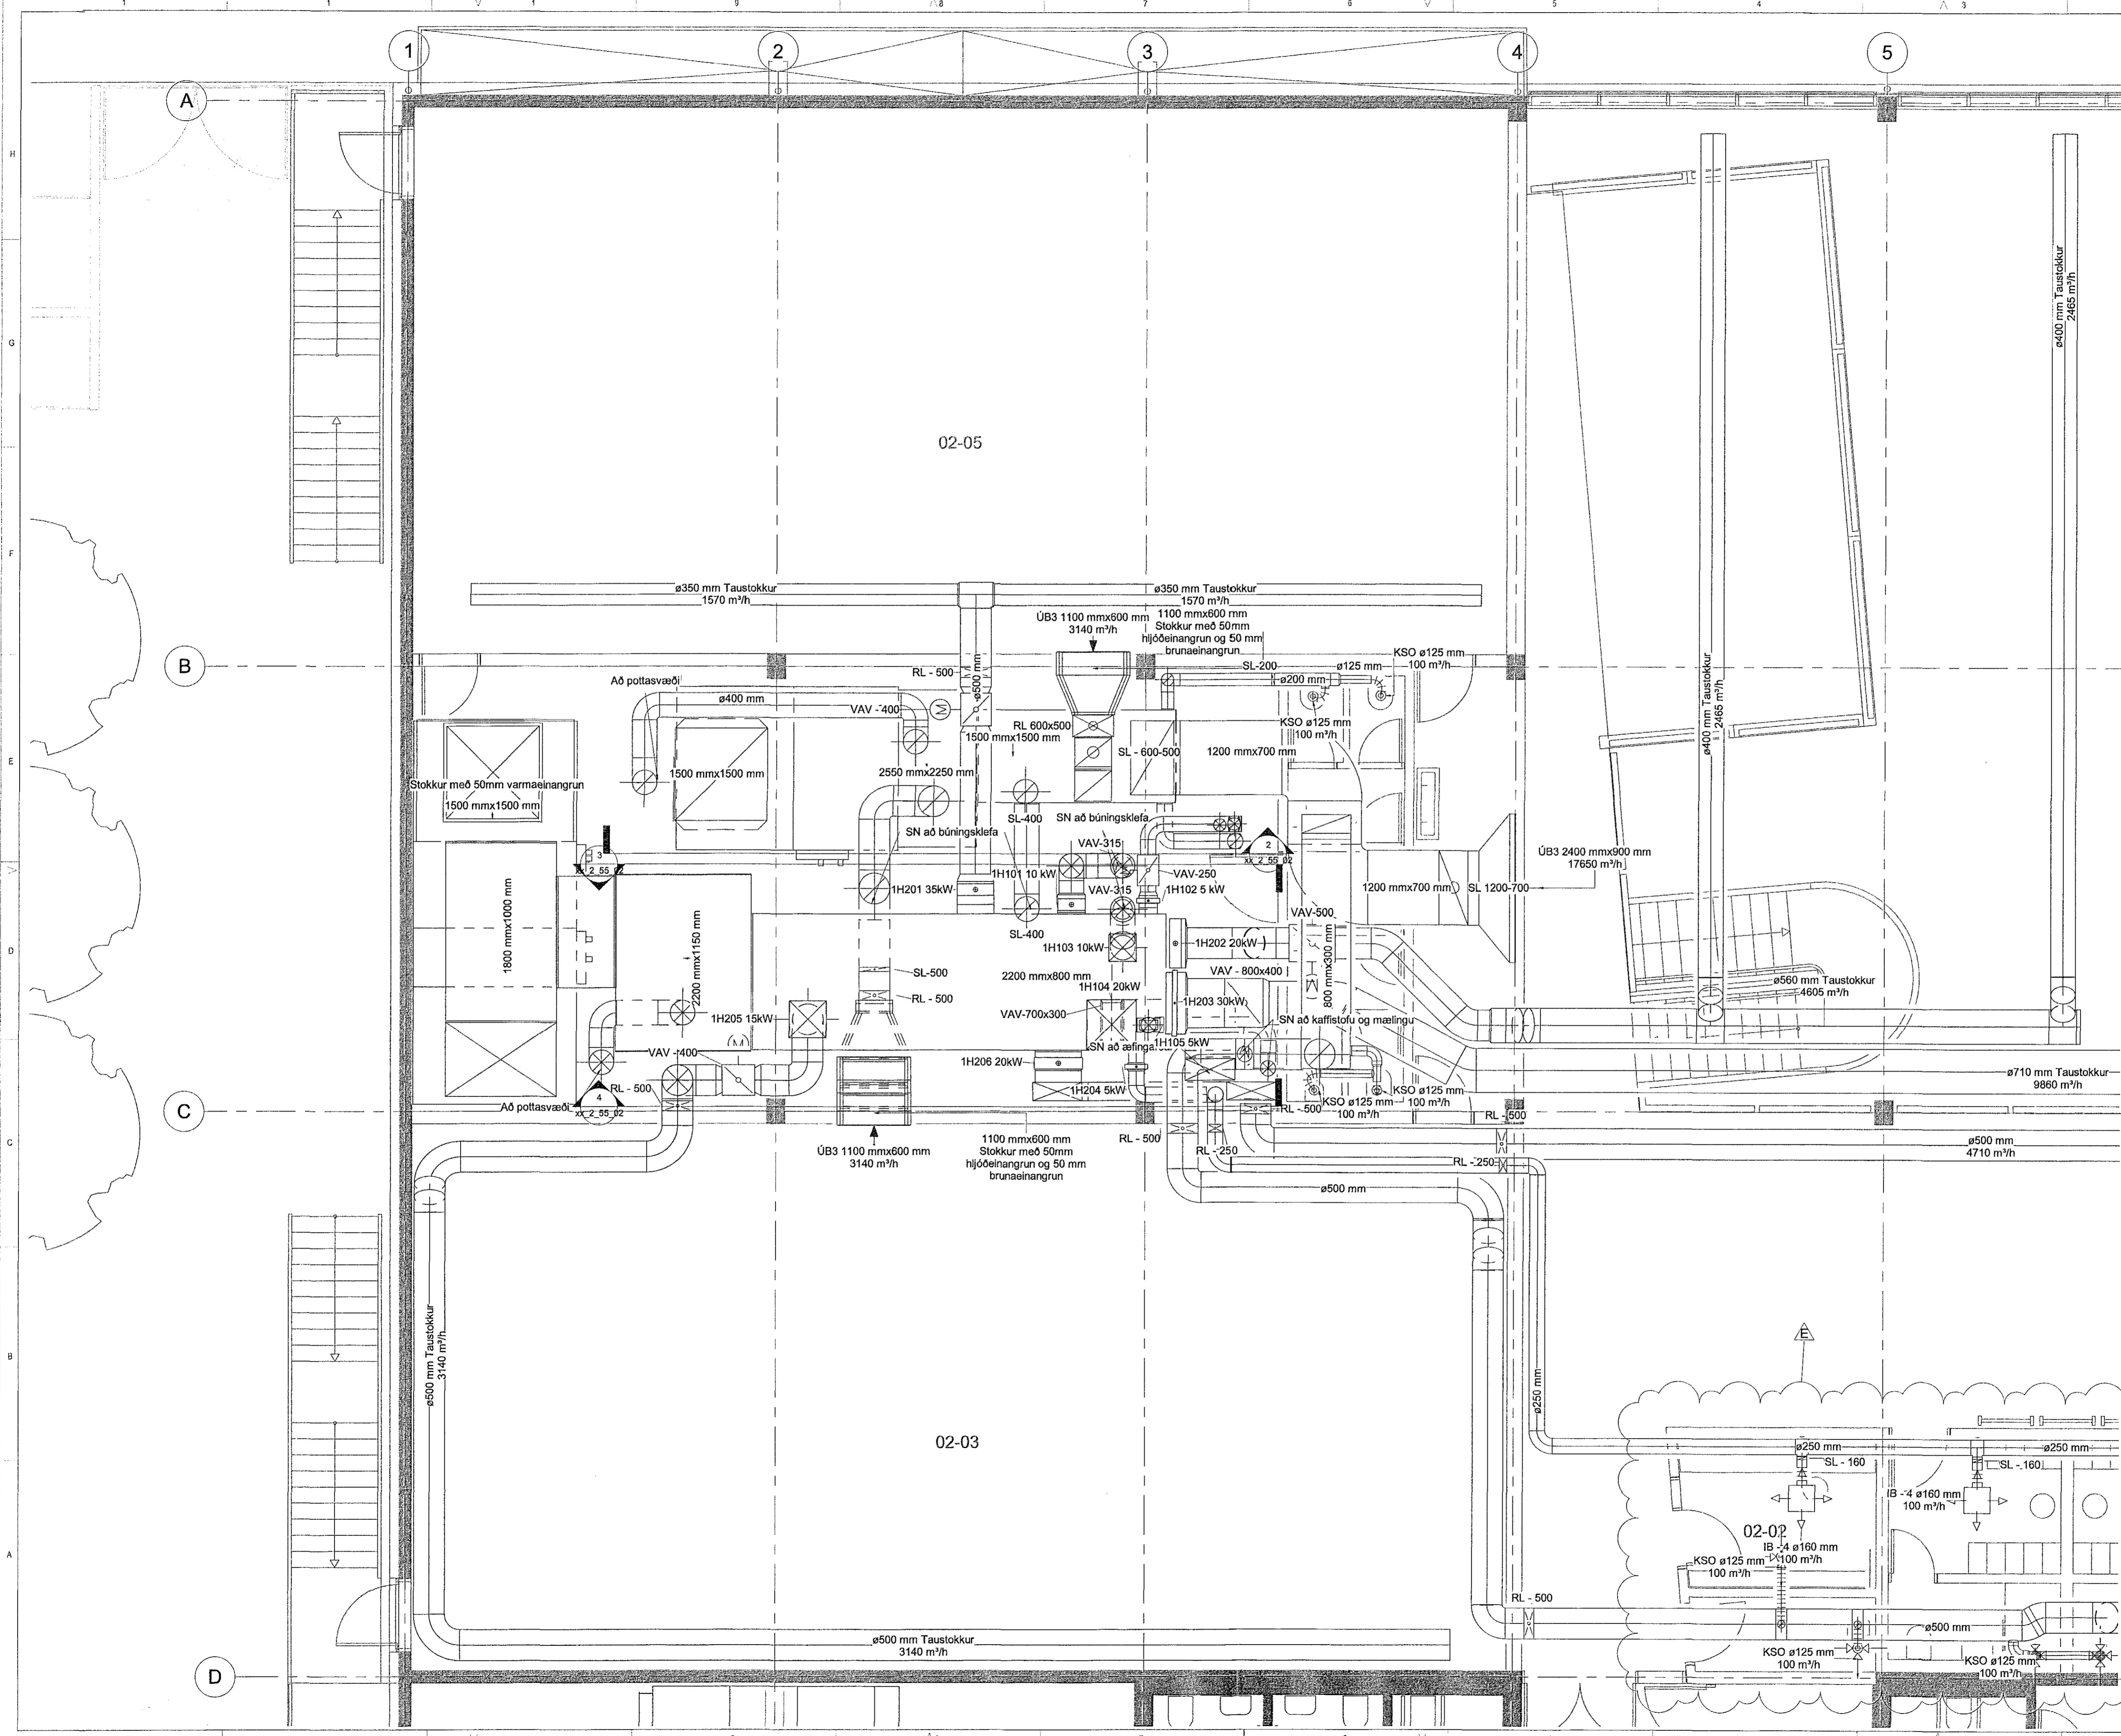 1
2
3
4
5
A
B
C
D
H
G
F
E
D
C
B
A
9
8
7
6
5
4
3
02-05
ø400 mm Taustokkur
2465 m³/h
ø400 mm Taustokkur
2465 m³/h
ø350 mm Taustokkur
1570 m³/h
ø350 mm Taustokkur
1570 m³/h
ÚB3 1100 mmx600 mm
3140 m³/h
1100 mmx600 mm
Stokkur með 50mm
hljóðeinangrun og 50 mm
brunaeinangrun
RL - 500
ø500 mm
SL-200
ø125 mm
KSO ø125 mm
100 m³/h
ø200 mm
Að pottasvæði
ø400 mm
VAV - 400
M
RL 600x500
1500 mmx1500 mm
KSO ø125 mm
100 m³/h
SL - 600-500
1200 mmx700 mm
1500 mmx1500 mm
2550 mmx2250 mm
Stokkur með 50mm varmaeinangrun
1500 mmx1500 mm
SN að búningsklefa
SL-400
SN að búningsklefa
VAV-315
3
xx_2_55_02
2
xx_2_55_02
ÚB3 2400 mmx900 mm
17650 m³/h
1H201 35kW
1H101 10 kW
VAV-250
VAV-315
1H102 5 kW
1200 mmx700 mm
SL 1200-700
1800 mmx1000 mm
SL-400
VAV-500
1H103 10kW
1H202 20kW
2200 mmx1150 mm
SL-500
2200 mmx800 mm
1H104 20kW
VAV - 800x400
800 mmx300 mm
RL - 500
1H203 30kW
ø560 mm Taustokkur
4605 m³/h
1H205 15kW
VAV-700x300
SN að kaffistofu og mælingu
M
VAV - 400
1H105 5kW
1H206 20kW
1H204 5kW
ø710 mm Taustokkur
9860 m³/h
RL - 500
4
xx_2_55_02
Að pottasvæði
KSO ø125 mm
100 m³/h
KSO ø125 mm
100 m³/h
RL - 500
RL - 500
RL - 500
RL - 250
RL - 250
ø500 mm
4710 m³/h
ÚB3 1100 mmx600 mm
3140 m³/h
1100 mmx600 mm
Stokkur með 50mm
hljóðeinangrun og 50 mm
brunaeinangrun
ø500 mm
ø500 mm Taustokkur
3140 m³/h
E
ø250 mm
02-03
ø250 mm
ø250 mm
SL - 160
SL - 160
IB - 4 ø160 mm
100 m³/h
02-02
IB - 4 ø160 mm
100 m³/h
KSO ø125 mm
100 m³/h
RL - 500
ø500 mm
ø500 mm Taustokkur
3140 m³/h
KSO ø125 mm
100 m³/h
KSO ø125 mm
100 m³/h